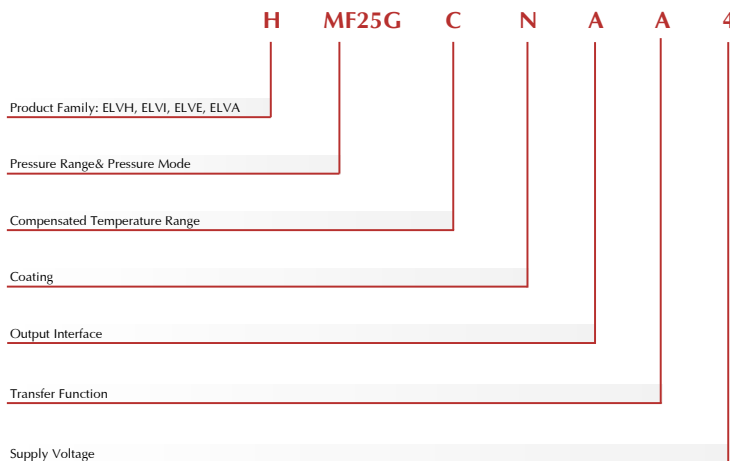 H MF25G C N A A 4
Product Family: ELVH, ELVI, ELVE, ELVA
Pressure Range& Pressure Mode
Compensated Temperature Range
Coating
Output Interface
Transfer Function
Supply Voltage